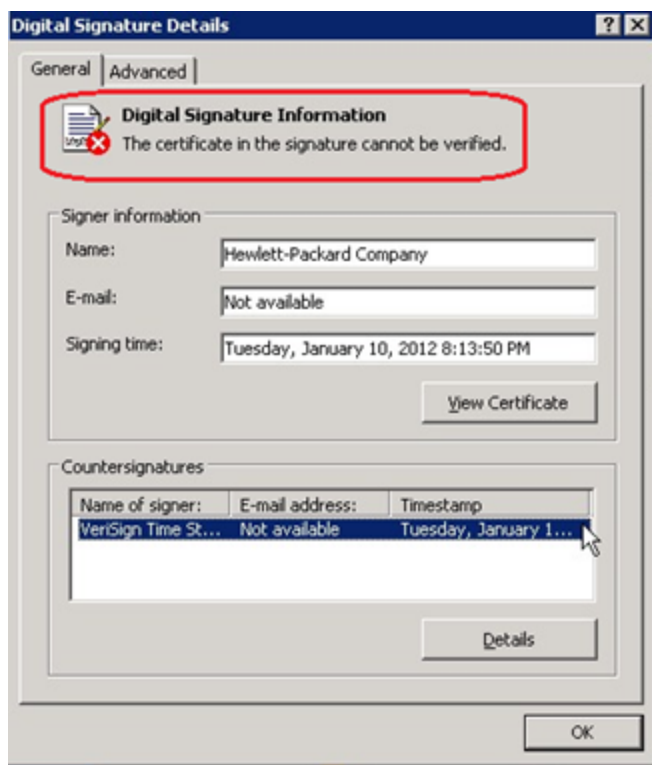 Digital Signature Details
General Advanced
Digital Signature Information
The certificate in the signature cannot be verified.
Signer information
Name: Hewlett-Packard Company
E-mail: Not available
Signing time: Tuesday, January 10, 2012 8:13:50 PM
View Certificate
Countersignatures
Name of signer: E-mail address: Timestamp
VeriSign Time St... Not available Tuesday, January 1...
Details
OK